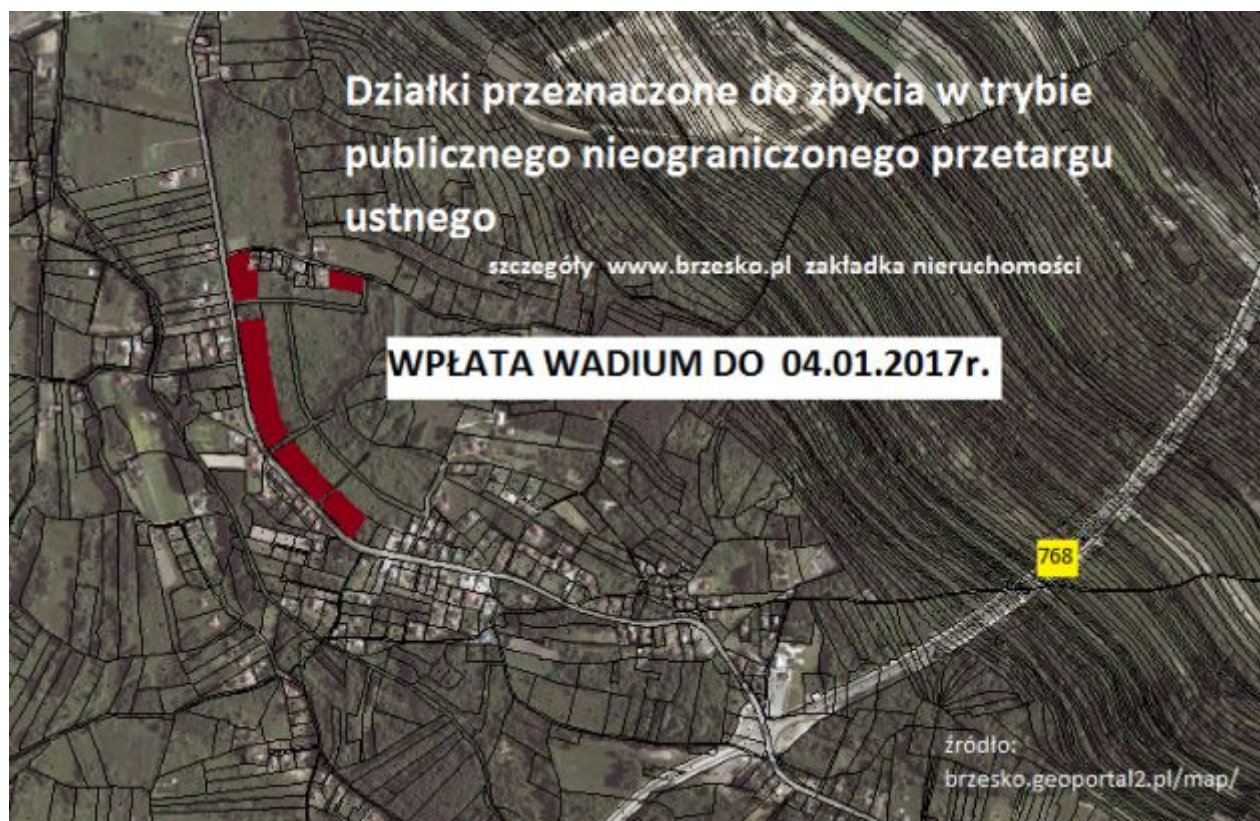 Działki przeznaczone do zbycia w trybie
publicznego nieograniczonego przetargu
ustnego
szczegóły www.brzesko.pl zakładka nieruchomości
WPŁATA WADIUM DO 04.01.2017r.
768
źródło:
brzesko.geoportal2.pl/map/